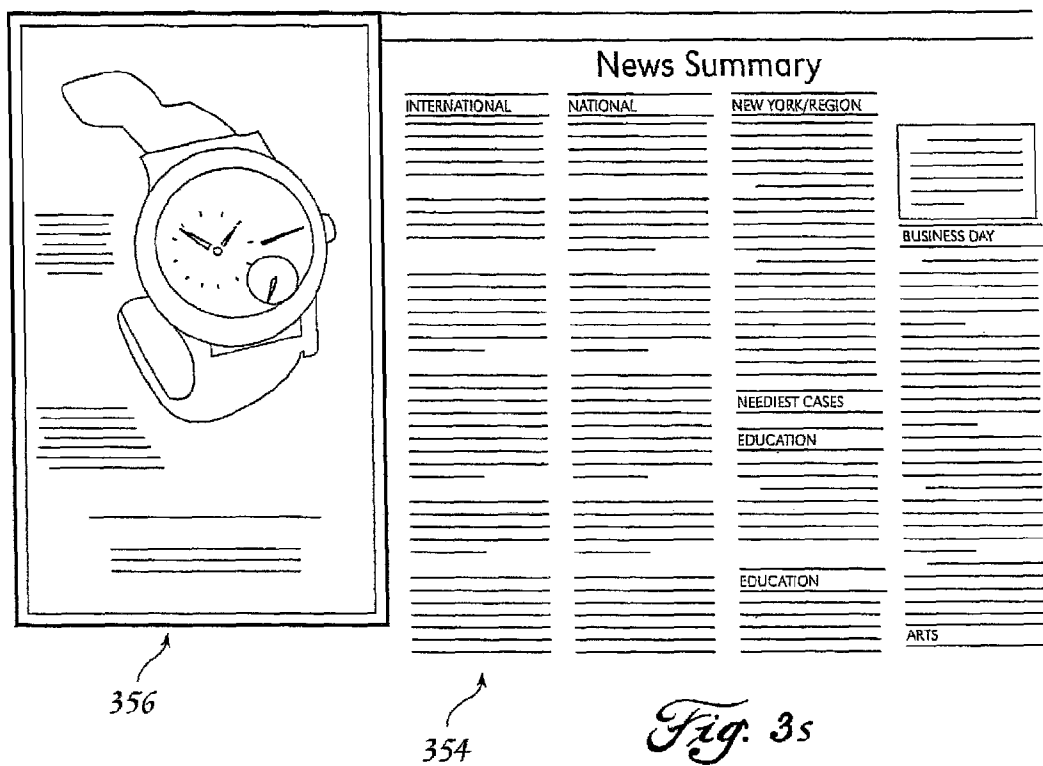 News Summary
INTERNATIONAL
NATIONAL
NEW YORK/REGION
NEEDIEST CASES
EDUCATION
EDUCATION
BUSINESS DAY
ARTS
356
354
Fig. 3s